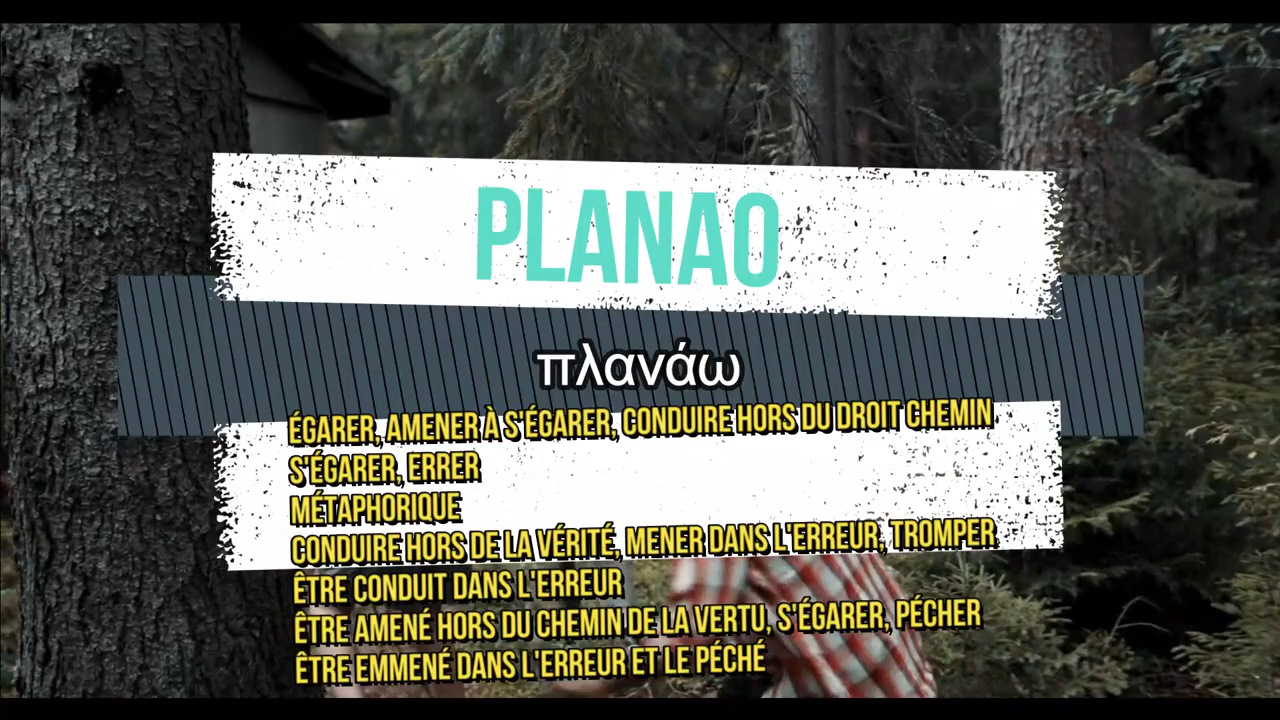 PLANAO
πλανάω
ÉGARER, AMENER À S'ÉGARER, CONDUIRE HORS DU DROIT CHEMIN
S'ÉGARER, ERRER
MÉTAPHORIQUE
CONDUIRE HORS DE LA VÉRITÉ, MENER DANS L'ERREUR, TROMPER
ÊTRE CONDUIT DANS L'ERREUR
ÊTRE AMENÉ HORS DU CHEMIN DE LA VERTU, S'ÉGARER, PÉCHER
ÊTRE EMMENÉ DANS L'ERREUR ET LE PÉCHÉ